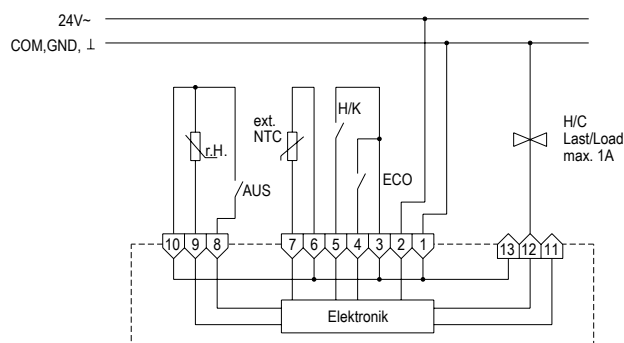 24V~
COM,GND, ⊥
r.H.
AUS
ext.
NTC
H/K
ECO
H/C
Last/Load
max. 1A
10 9 8 7 6 5 4 3 2 1 13 12 11
Elektronik